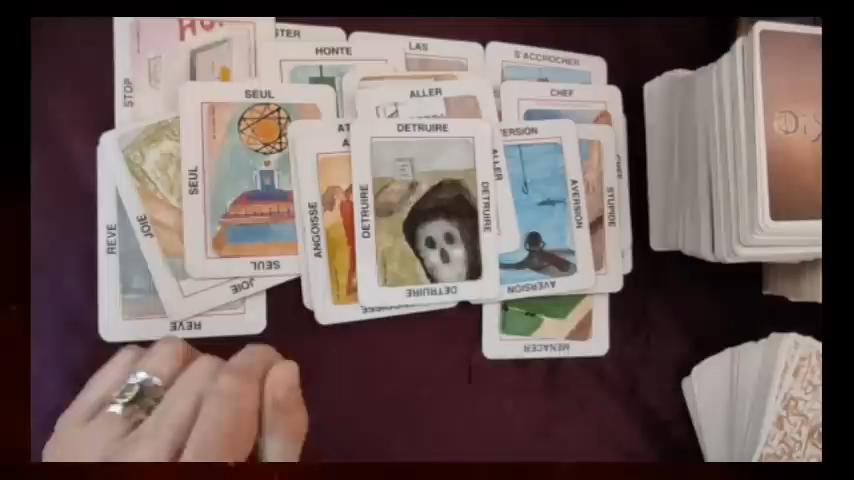 STOP
HONTE
LAS
S'ACCROCHER
SEUL
SEUL
SEUL
ALLER
ALLER
CHEF
DETRUIRE
DETRUIRE
DETRUIRE
DETRUIRE
AVERSION
AVERSION
STUPIDE
REVE
REVE
JOIE
JOIE
ANGOISSE
MENACER